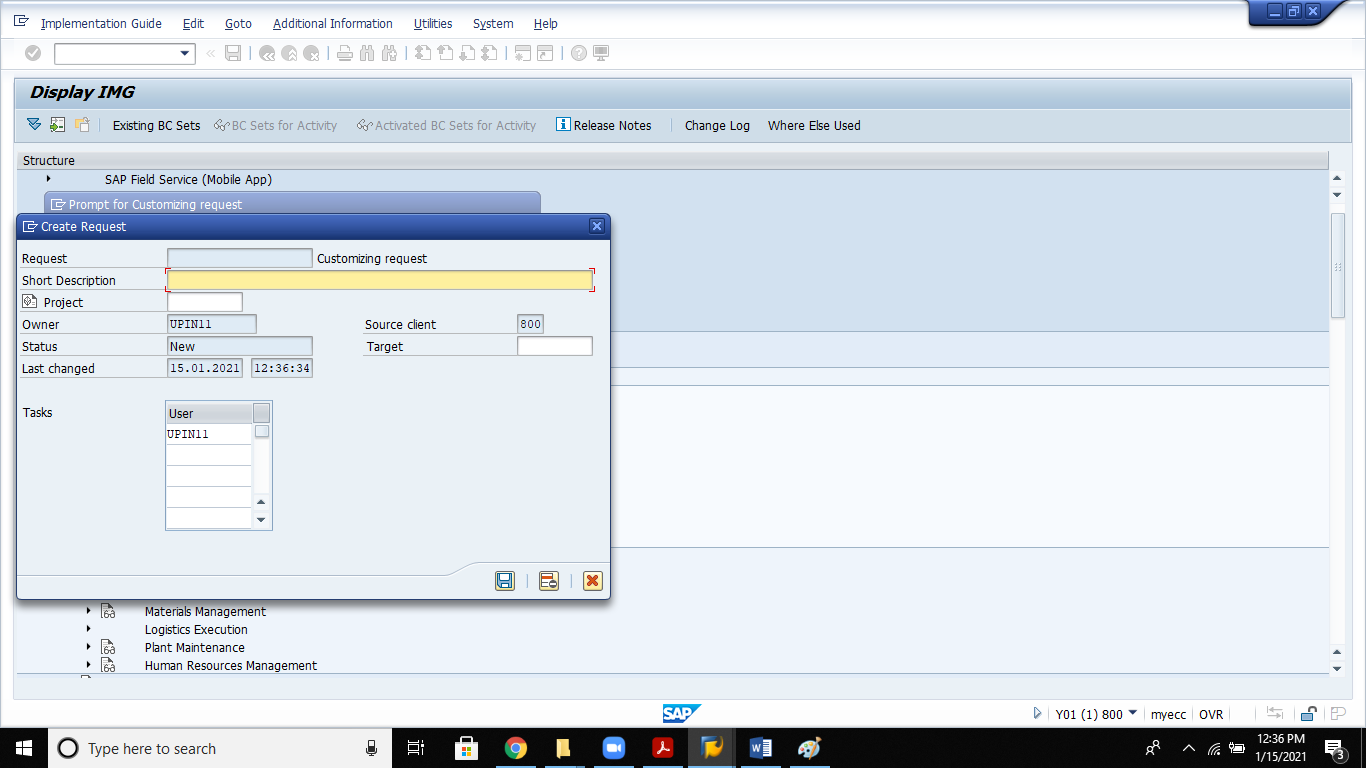 Implementation Guide Edit Goto Additional Information Utilities System Help
Display IMG
Existing BC Sets BC Sets for Activity Activated BC Sets for Activity Release Notes Change Log Where Else Used
Structure
SAP Field Service (Mobile App)
Prompt for Customizing request
Create Request
Request Customizing request
Short Description
Project
Owner UPIN11 Source client 800
Status New Target
Last changed 15.01.2021 12:36:34
Tasks User
UPIN11
Materials Management
Logistics Execution
Plant Maintenance
Human Resources Management
SAP Y01 (1) 800 myecc OVR
Type here to search 12:36 PM
1/15/2021 3